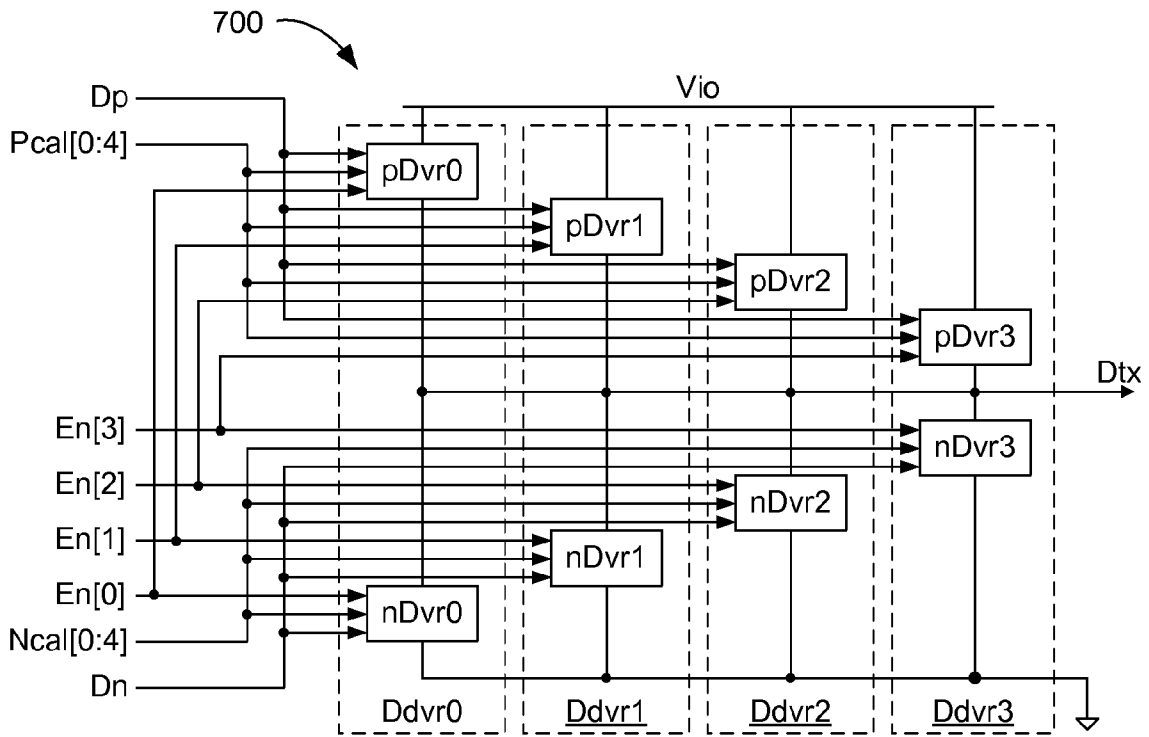 700
Vio
Dp
Pcal[0:4]
pDvr0
pDvr1
pDvr2
pDvr3
Dtx
En[3]
nDvr3
En[2]
nDvr2
En[1]
nDvr1
En[0]
nDvr0
Ncal[0:4]
Dn
Ddvr0
Ddvr1
Ddvr2
Ddvr3